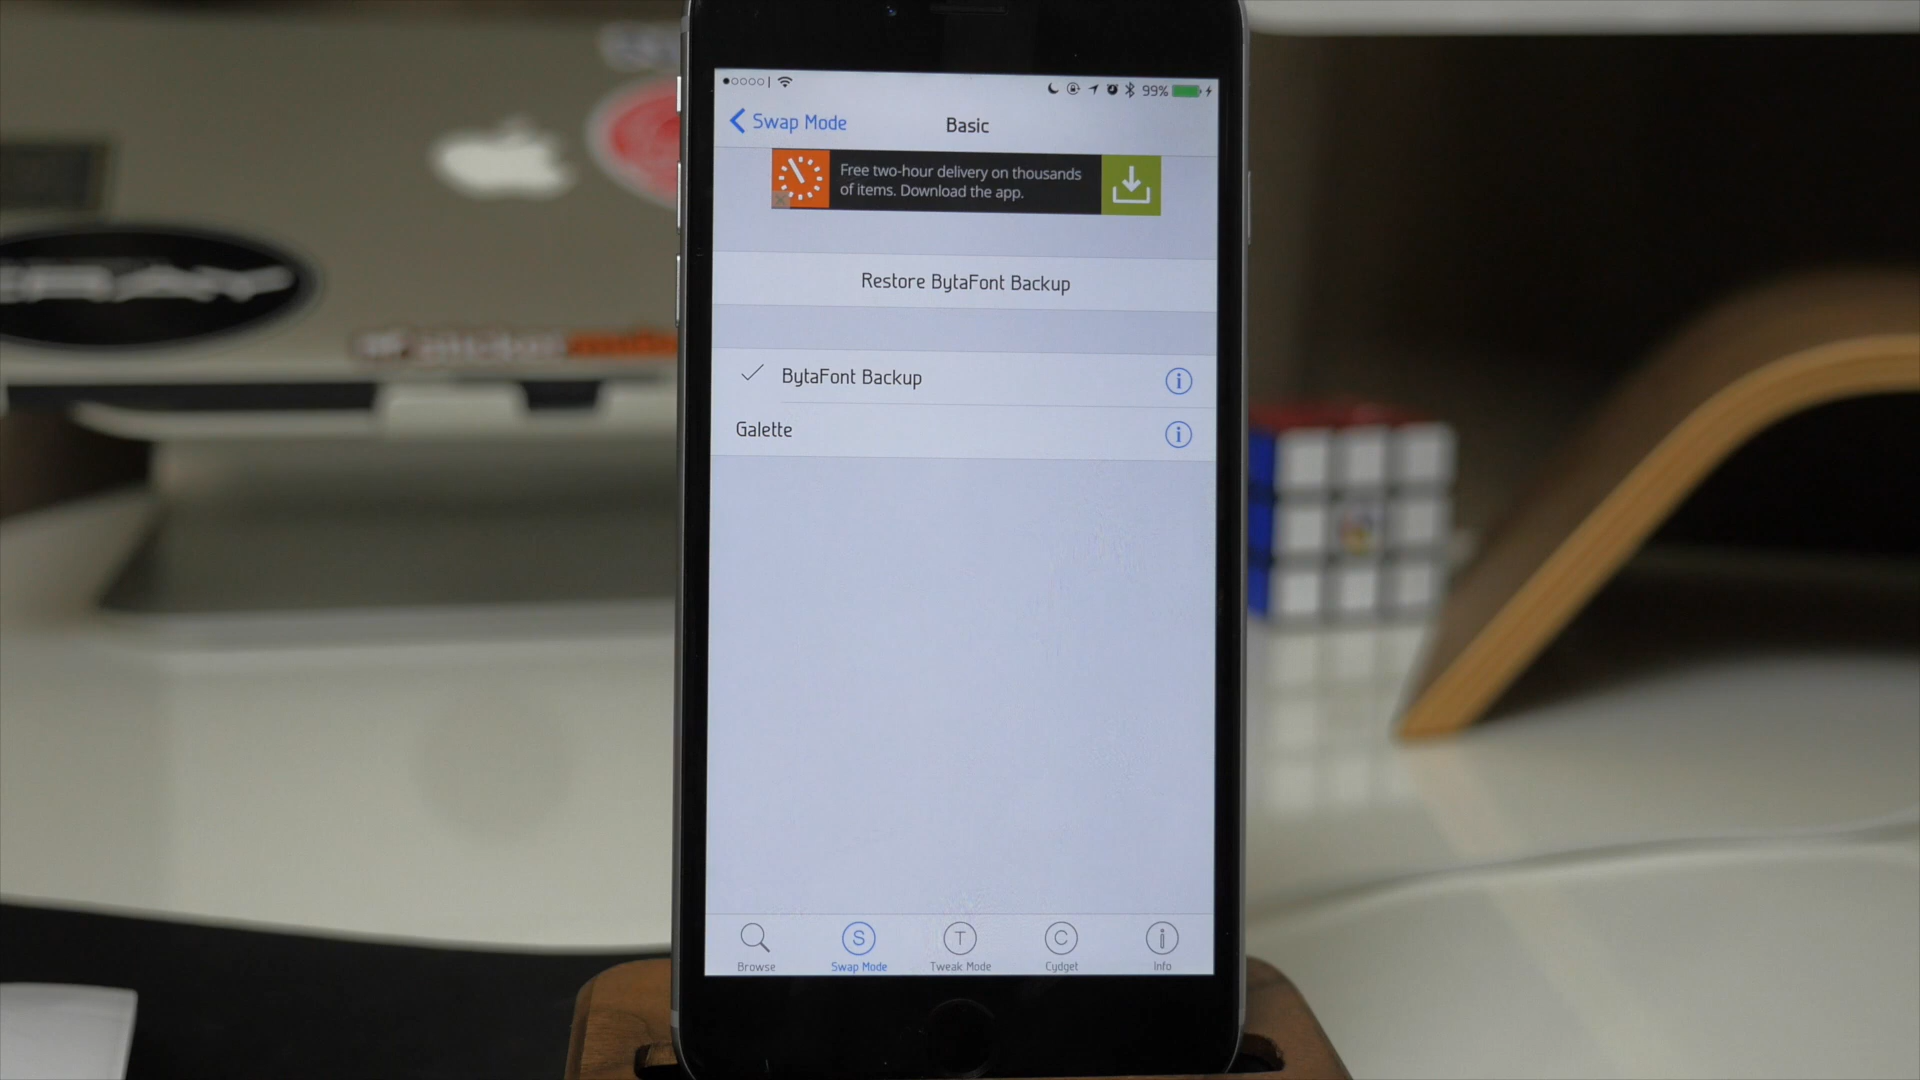 99%
Swap Mode
Basic
Free two-hour delivery on thousands
of items. Download the app.
Restore BytaFont Backup
BytaFont Backup
Galette
S
T
C
Browse
Swap Mode
Tweak Mode
Cydget
Info